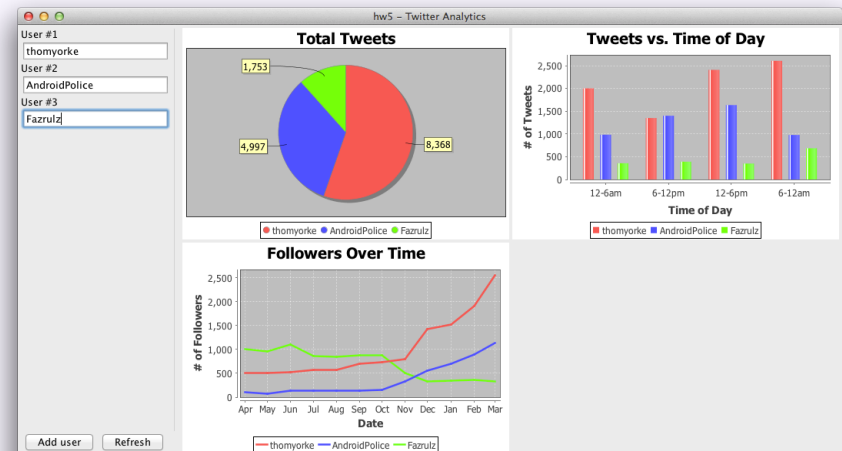 hw5 – Twitter Analytics
User #1
thomyorke
User #2
AndroidPolice
User #3
Fazrulz
Add user
Refresh
Total Tweets
1,753
4,997
8,368
thomyorke AndroidPolice Fazrulz
Tweets vs. Time of Day
# of Tweets
2,500
2,000
1,500
1,000
500
0
12-6am 6-12pm 12-6pm 6-12am
Time of Day
thomyorke AndroidPolice Fazrulz
Followers Over Time
# of Followers
2,500
2,000
1,500
1,000
500
0
Apr May Jun Jul Aug Sep Oct Nov Dec Jan Feb Mar
Date
thomyorke AndroidPolice Fazrulz